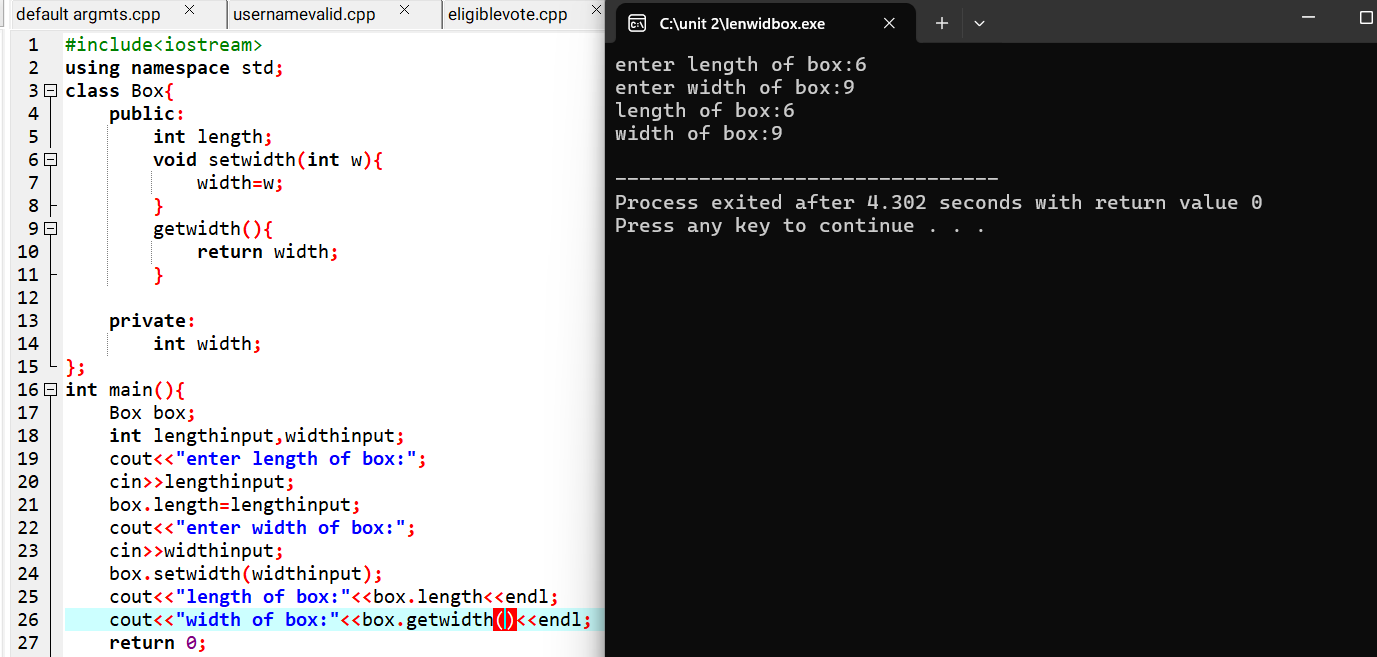 default argmts.cpp
usernamevalid.cpp
eligiblevote.cpp
1 #include<iostream>
2 using namespace std;
3 class Box{
4 public:
5 int length;
6 void setwidth(int w){
7 width=w;
8 }
9 getwidth(){
10 return width;
11 }
12
13 private:
14 int width;
15 };
16 int main(){
17 Box box;
18 int lengthinput,widthinput;
19 cout<<"enter length of box:";
20 cin>>lengthinput;
21 box.length=lengthinput;
22 cout<<"enter width of box:";
23 cin>>widthinput;
24 box.setwidth(widthinput);
25 cout<<"length of box:"<<box.length<<endl;
26 cout<<"width of box:"<<box.getwidth()<<endl;
27 return 0;
C:\unit 2\lenwidbox.exe
enter length of box:6
enter width of box:9
length of box:6
width of box:9
--------------------------------
Process exited after 4.302 seconds with return value 0
Press any key to continue . . .